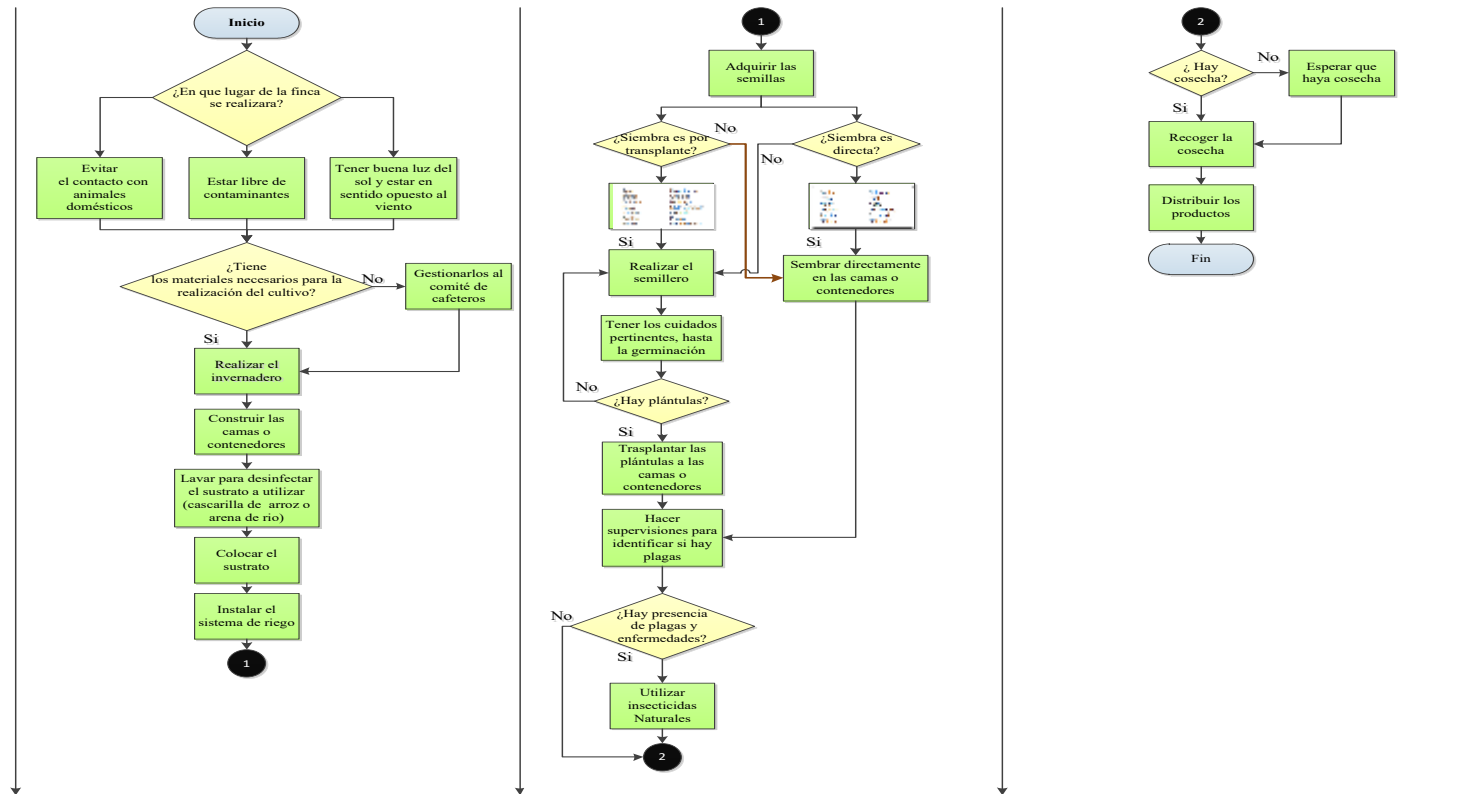 Inicio
¿En que lugar de la finca
se realizara?
Evitar
el contacto con
animales
domésticos
Estar libre de
contaminantes
Tener buena luz del
sol y estar en
sentido opuesto al
viento
¿Tiene
los materiales necesarios para la
realización del cultivo?
No
Gestionarlos al
comité de
cafeteros
Si
Realizar el
invernadero
Construir las
camas o
contenedores
Lavar para desinfectar
el sustrato a utilizar
(cascarilla de arroz o
arena de rio)
Colocar el
sustrato
Instalar el
sistema de riego
1
1
Adquirir las
semillas
¿Siembra es por
transplante?
No
¿Siembra es
directa?
No
Si
Si
Realizar el
semillero
Sembrar directamente
en las camas o
contenedores
Tener los cuidados
pertinentes, hasta
la germinación
No
¿Hay plántulas?
Si
Trasplantar las
plántulas a las
camas o
contenedores
Hacer
supervisiones para
identificar si hay
plagas
No
¿Hay presencia
de plagas y
enfermedades?
Si
Utilizar
insecticidas
Naturales
2
2
¿ Hay
cosecha?
No
Esperar que
haya cosecha
Si
Recoger la
cosecha
Distribuir los
productos
Fin